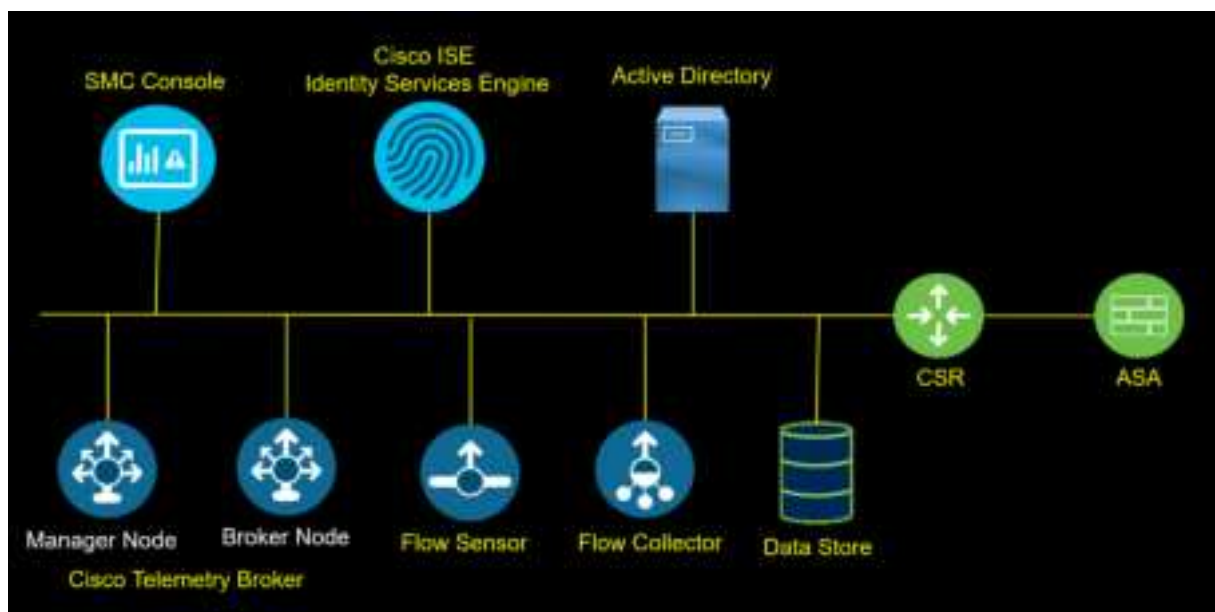 SMC Console
Cisco ISE
Identity Services Engine
Active Directory
CSR
ASA
Manager Node
Broker Node
Flow Sensor
Flow Collector
Data Store
Cisco Telemetry Broker